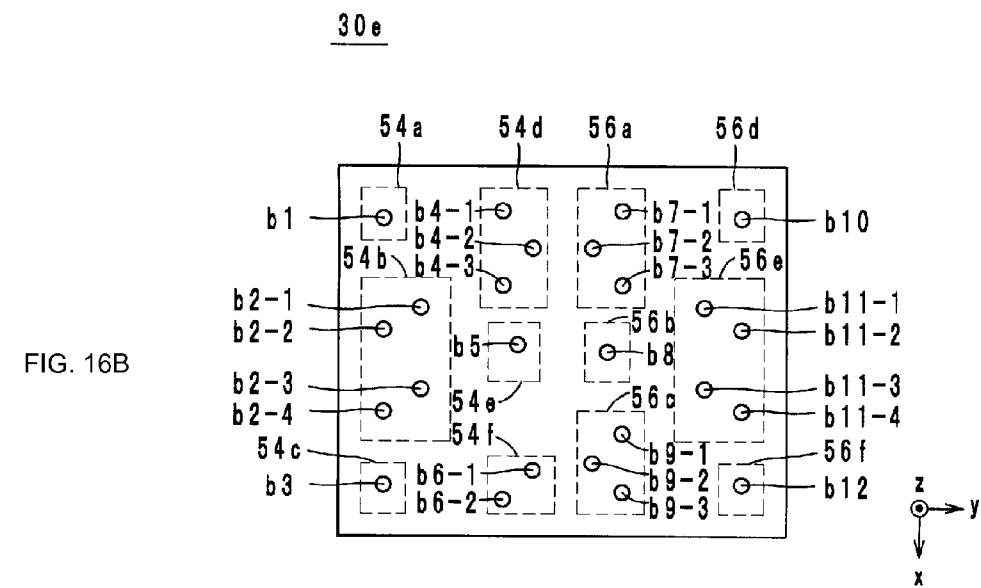 30e
54a 54d 56a 56d
b1 b4-1 b7-1 b10
b4-2 b7-2
54b b4-3 b7-3 56e
b2-1 b11-1
b2-2 56b b11-2
b5 b8
FIG. 16B
b2-3 b11-3
54e 56c
b2-4 b11-4
54c 54f 56f
b9-1
b3 b6-1 b9-2 b12
b6-2 b9-3
z
y
x